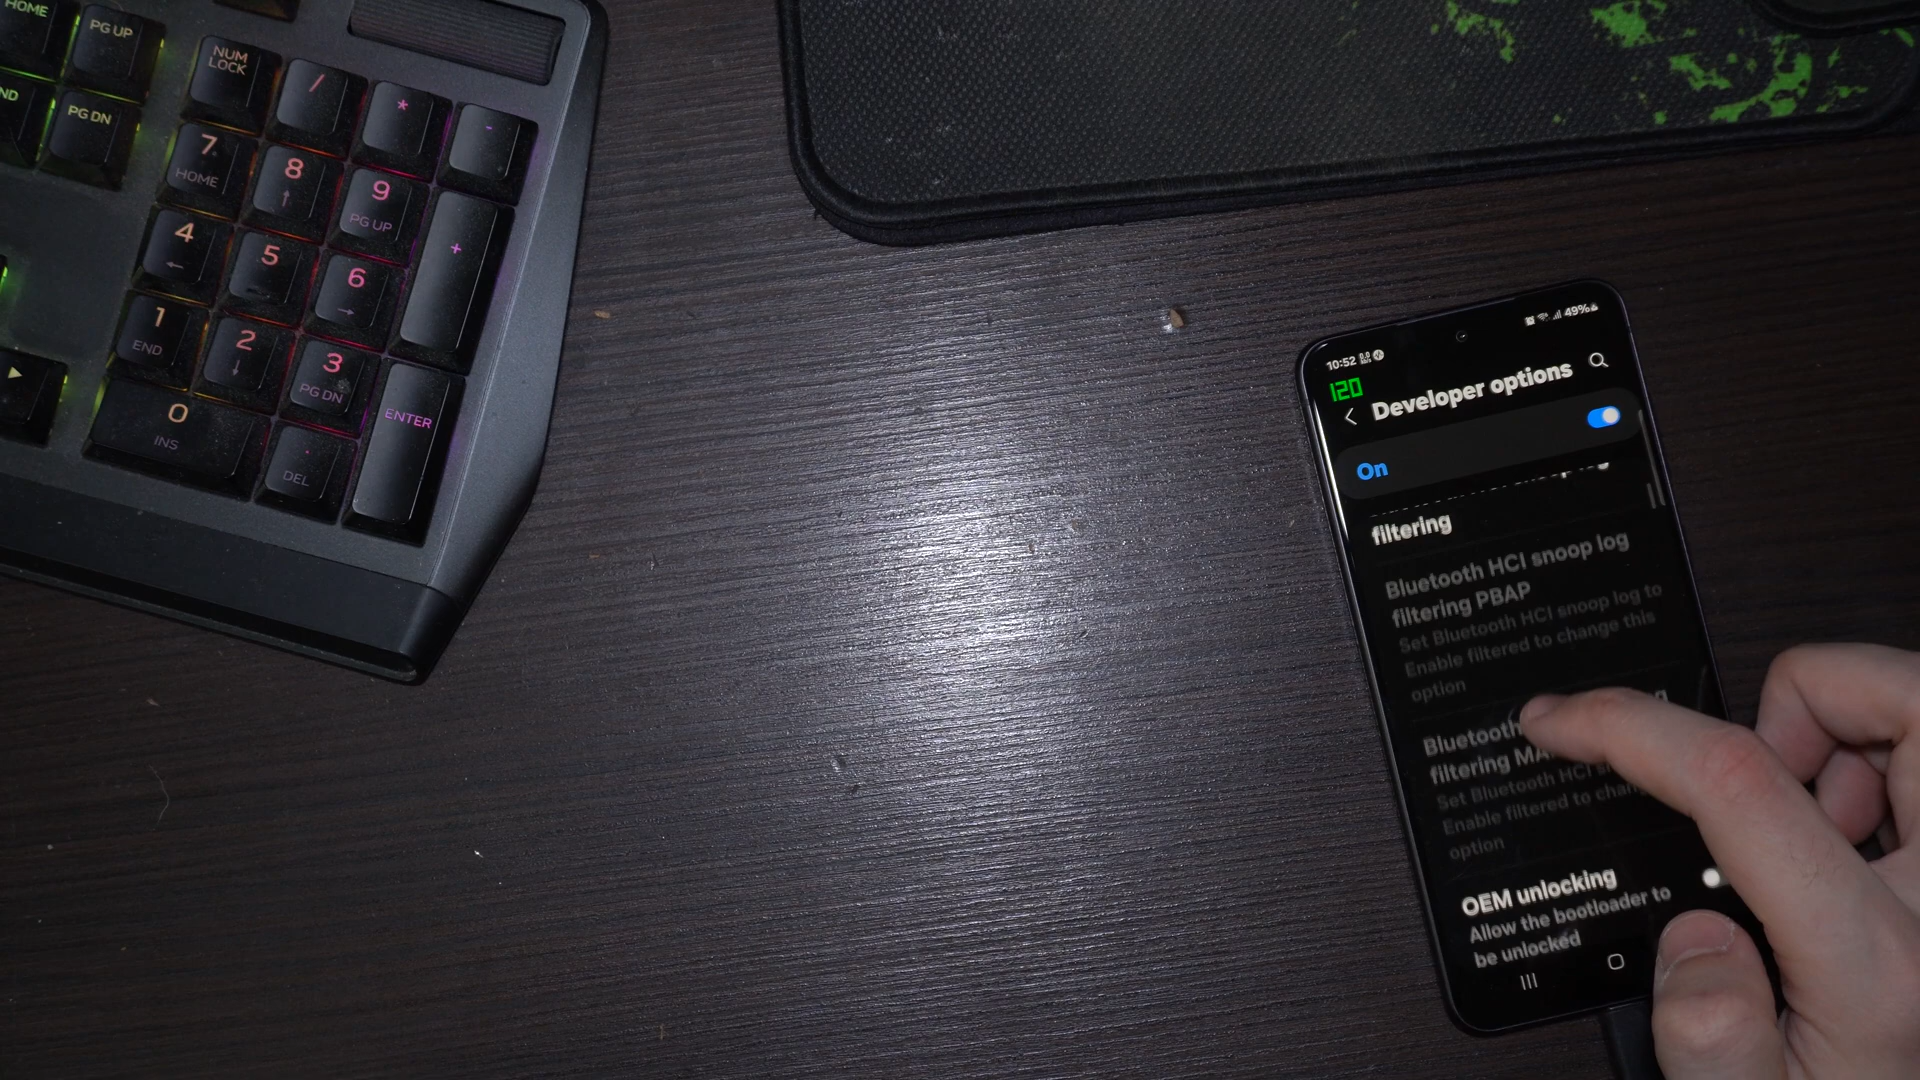 HOME
PG UP
NUM
LOCK
/
*
-
ND
PG DN
7
HOME
8
↑
9
PG UP
+
4
←
5
6
→
1
END
2
↓
3
PG DN
ENTER
0
INS
.
DEL
10:52
49%
120
Developer options
On
filtering
Bluetooth HCI snoop log
filtering PBAP
Set Bluetooth HCI snoop log to
Enable filtered to change this
option
Bluetooth
filtering
Set Bluetooth HCI
Enable filtered to
option
OEM unlocking
Allow the bootloader to
be unlocked